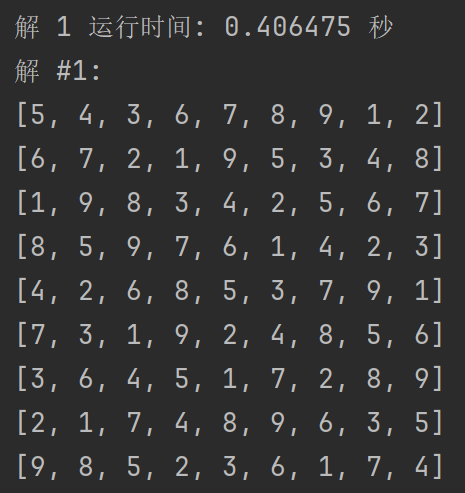 解 1 运行时间: 0.406475 秒
解 #1:
[5, 4, 3, 6, 7, 8, 9, 1, 2]
[6, 7, 2, 1, 9, 5, 3, 4, 8]
[1, 9, 8, 3, 4, 2, 5, 6, 7]
[8, 5, 9, 7, 6, 1, 4, 2, 3]
[4, 2, 6, 8, 5, 3, 7, 9, 1]
[7, 3, 1, 9, 2, 4, 8, 5, 6]
[3, 6, 4, 5, 1, 7, 2, 8, 9]
[2, 1, 7, 4, 8, 9, 6, 3, 5]
[9, 8, 5, 2, 3, 6, 1, 7, 4]